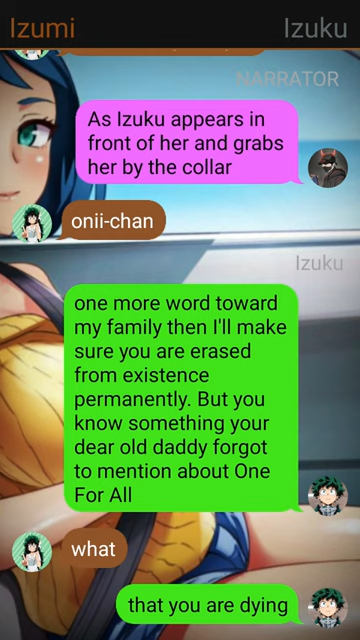 Izumi
Izuku
NARRATOR
As Izuku appears in
front of her and grabs
her by the collar
onii-chan
Izuku
one more word toward
my family then I'll make
sure you are erased
from existence
permanently. But you
know something your
dear old daddy forgot
to mention about One
For All
what
that you are dying